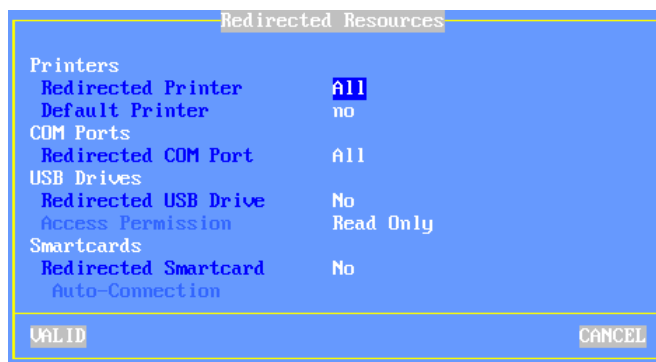 Redirected Resources
Printers
Redirected Printer All
Default Printer no
COM Ports
Redirected COM Port All
USB Drives
Redirected USB Drive No
Access Permission Read Only
Smartcards
Redirected Smartcard No
Auto-Connection
VALID CANCEL